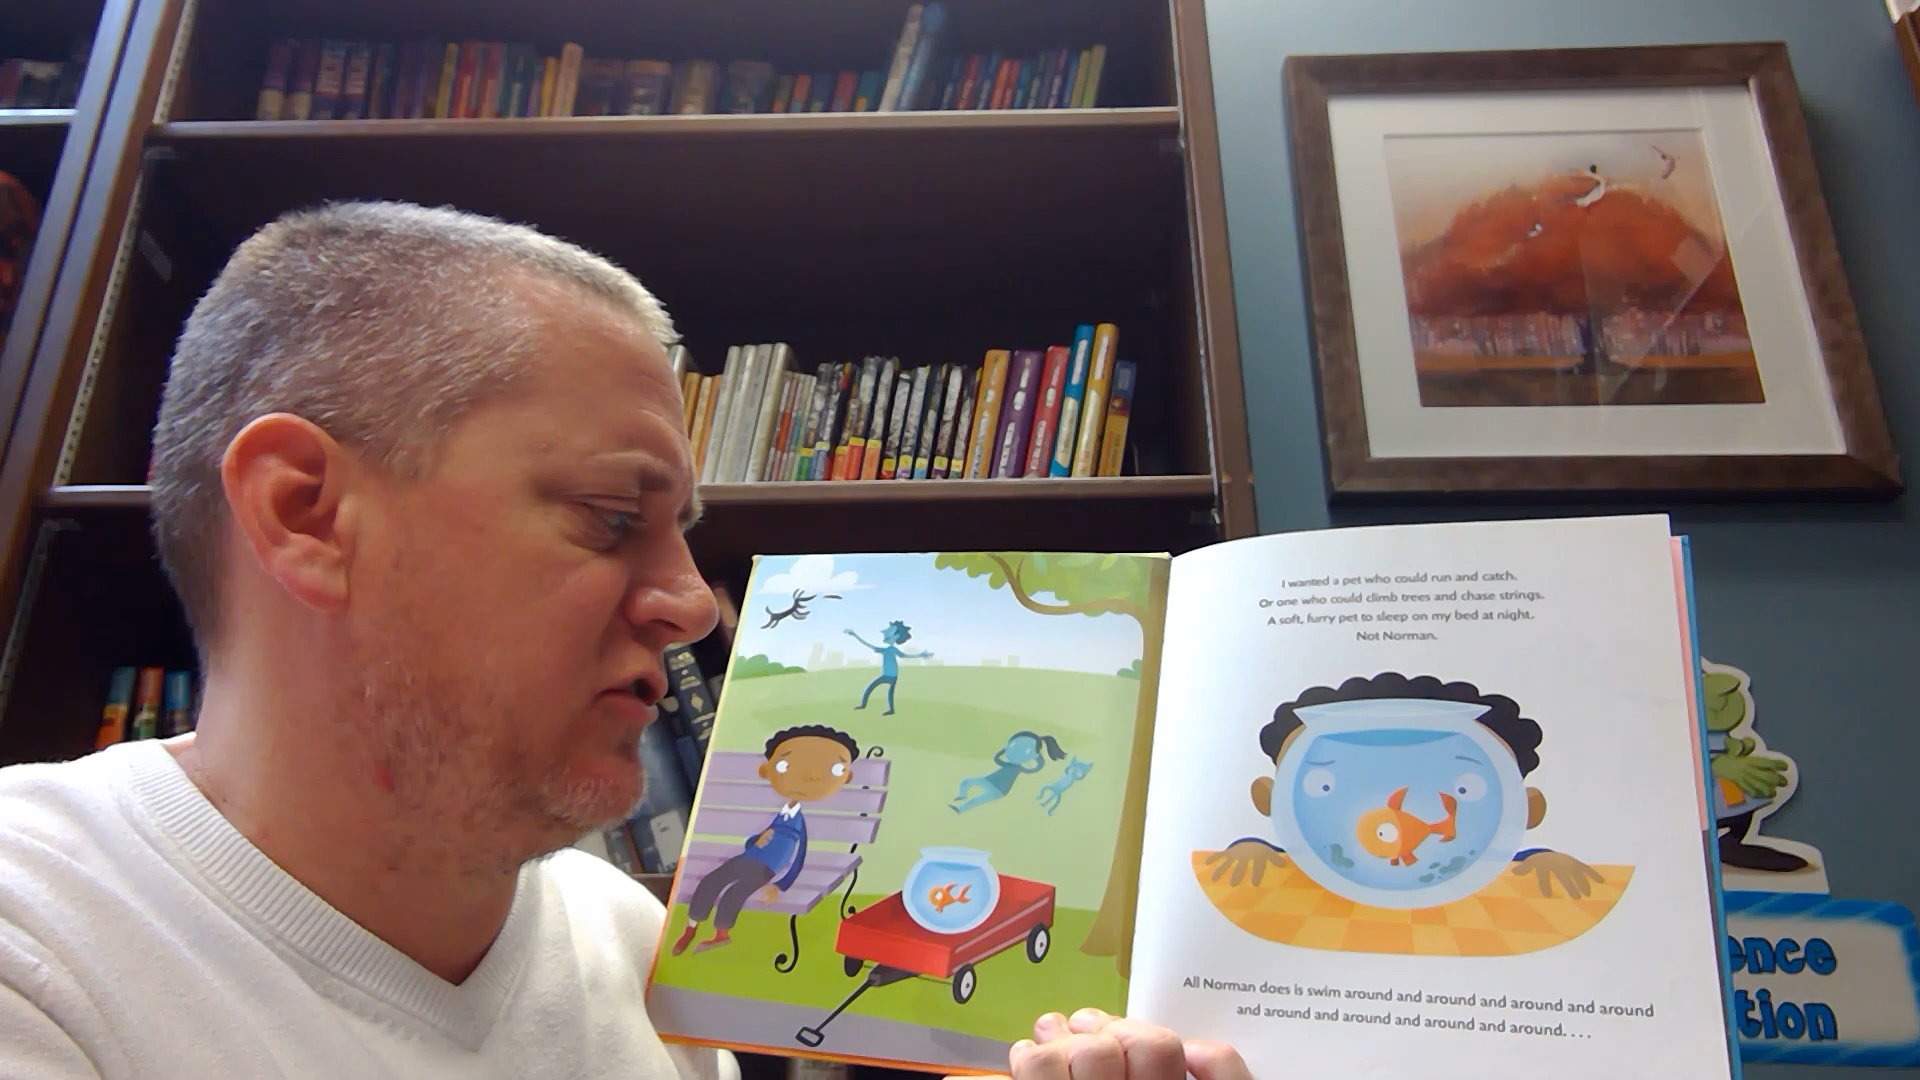 I wanted a pet who could run and catch.
Or one who could climb trees and chase strings.
A soft, furry pet to sleep on my bed at night.
Not Norman.
All Norman does is swim around and around and around and around
and around and around and around and around. . . .
ence
tion